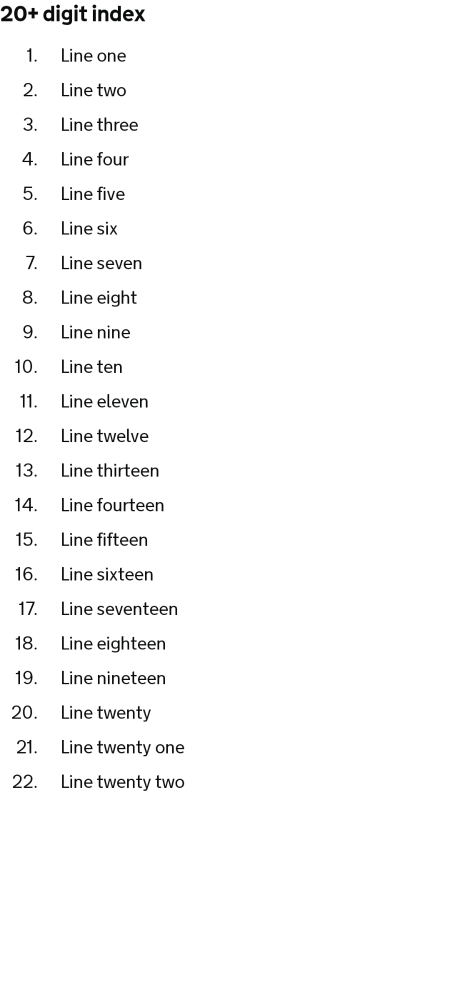 20+ digit index
1. Line one
2. Line two
3. Line three
4. Line four
5. Line five
6. Line six
7. Line seven
8. Line eight
9. Line nine
10. Line ten
11. Line eleven
12. Line twelve
13. Line thirteen
14. Line fourteen
15. Line fifteen
16. Line sixteen
17. Line seventeen
18. Line eighteen
19. Line nineteen
20. Line twenty
21. Line twenty one
22. Line twenty two